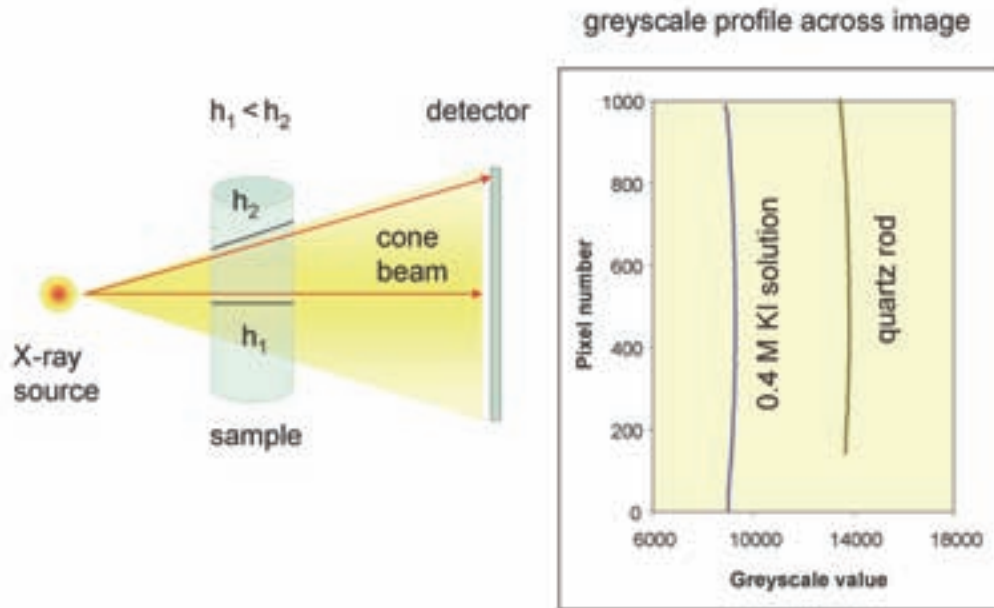 greyscale profile across image
h1 < h2
detector
h2
cone
beam
h1
X-ray
source
sample
1000
800
600
400
200
0
Pixel number
0.4 M KI solution
quartz rod
6000
10000
14000
18000
Greyscale value